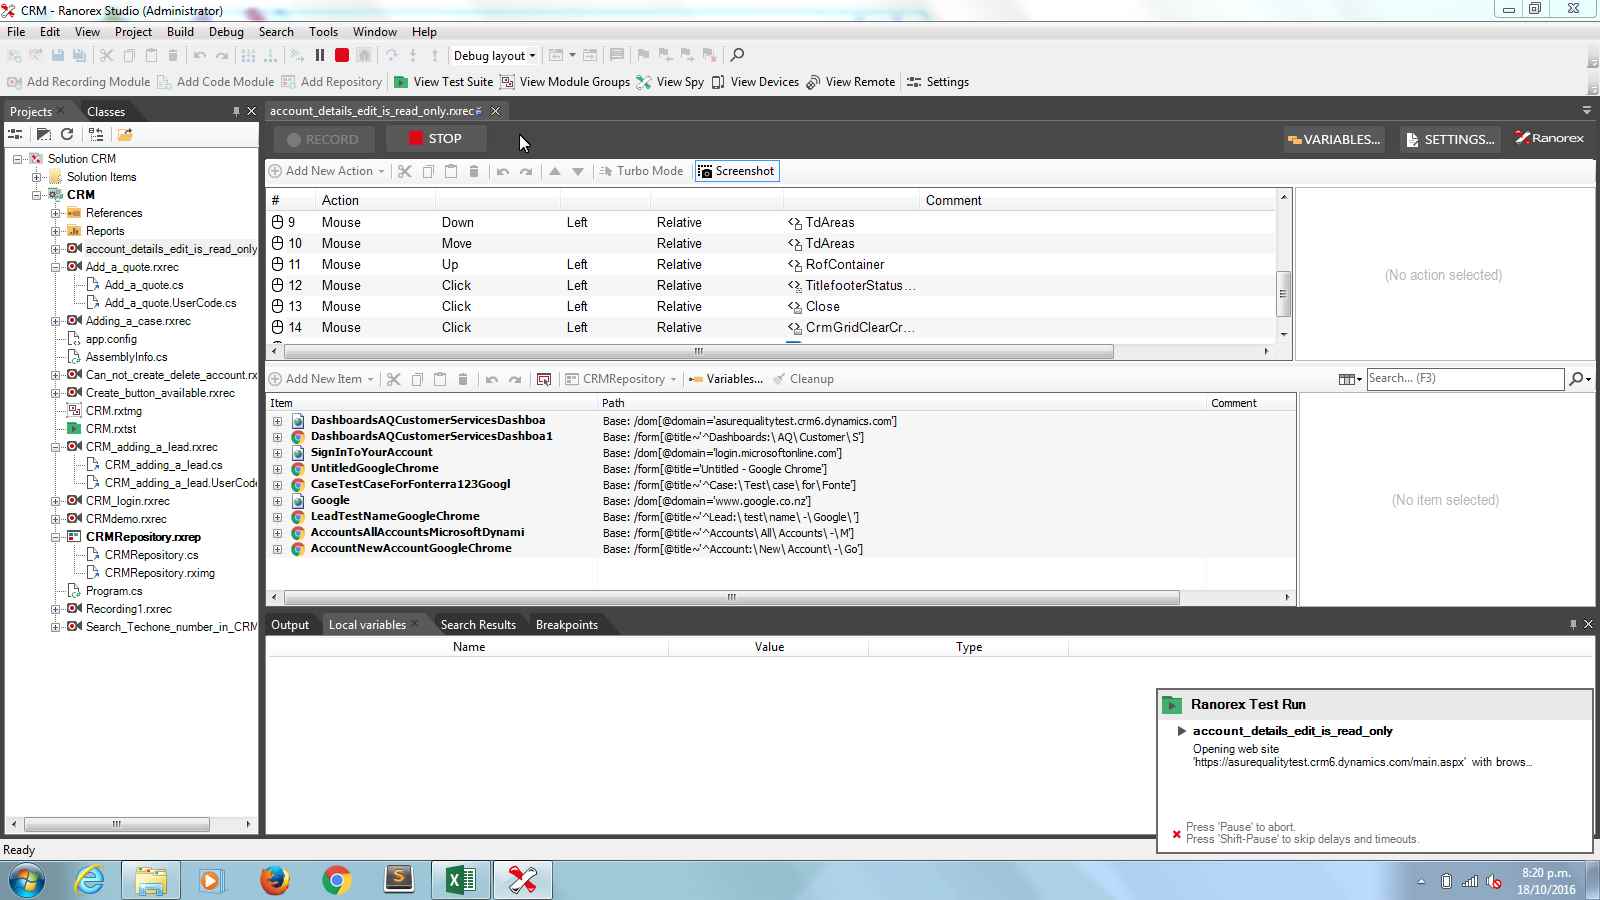 CRM - Ranorex Studio (Administrator)
File Edit View Project Build Debug Search Tools Window Help
Debug layout
Add Recording Module Add Code Module Add Repository View Test Suite View Module Groups View Spy View Devices View Remote Settings
Projects Classes
account_details_edit_is_read_only.rxrec
RECORD STOP VARIABLES... SETTINGS... Ranorex
Add New Action Turbo Mode Screenshot
# Action Comment
9 Mouse Down Left Relative TdAreas
10 Mouse Move Relative TdAreas
11 Mouse Up Left Relative RofContainer
12 Mouse Click Left Relative TitlefooterStatus...
13 Mouse Click Left Relative Close
14 Mouse Click Left Relative CrmGridClearCr...
(No action selected)
Solution CRM
Solution Items
CRM
References
Reports
account_details_edit_is_read_only
Add_a_quote.rxrec
Add_a_quote.cs
Add_a_quote.UserCode.cs
Adding_a_case.rxrec
app.config
AssemblyInfo.cs
Can_not_create_delete_account.rx
Create_button_available.rxrec
CRM.rxtmg
CRM.rxtst
CRM_adding_a_lead.rxrec
CRM_adding_a_lead.cs
CRM_adding_a_lead.UserCode
CRM_login.rxrec
CRMdemo.rxrec
CRMRepository.rxrep
CRMRepository.cs
CRMRepository.rximg
Program.cs
Recording1.rxrec
Search_Techone_number_in_CRM
Add New Item CRMRepository Variables... Cleanup Search... (F3)
Item Path Comment
DashboardsAQCustomerServicesDashboa Base: /dom[@domain='asurequalitytest.crm6.dynamics.com']
DashboardsAQCustomerServicesDashboa1 Base: /form[@title~'^Dashboards:\ AQ\ Customer\ S']
SignInToYourAccount Base: /dom[@domain='login.microsoftonline.com']
UntitledGoogleChrome Base: /form[@title='Untitled - Google Chrome']
CaseTestCaseForFonterra123Googl Base: /form[@title~'^Case:\ Test\ case\ for\ Fonte']
Google Base: /dom[@domain='www.google.co.nz']
LeadTestNameGoogleChrome Base: /form[@title~'^Lead:\ test\ name\ -\ Google\ ']
AccountsAllAccountsMicrosoftDynami Base: /form[@title~'^Accounts\ All\ Accounts\ -\ M']
AccountNewAccountGoogleChrome Base: /form[@title~'^Account:\ New\ Account\ -\ Go']
(No item selected)
Output Local variables Search Results Breakpoints
Name Value Type
Ranorex Test Run
account_details_edit_is_read_only
Opening web site
'https://asurequalitytest.crm6.dynamics.com/main.aspx' with brows...
Press 'Pause' to abort.
Press 'Shift-Pause' to skip delays and timeouts.
Ready
8:20 p.m.
18/10/2016